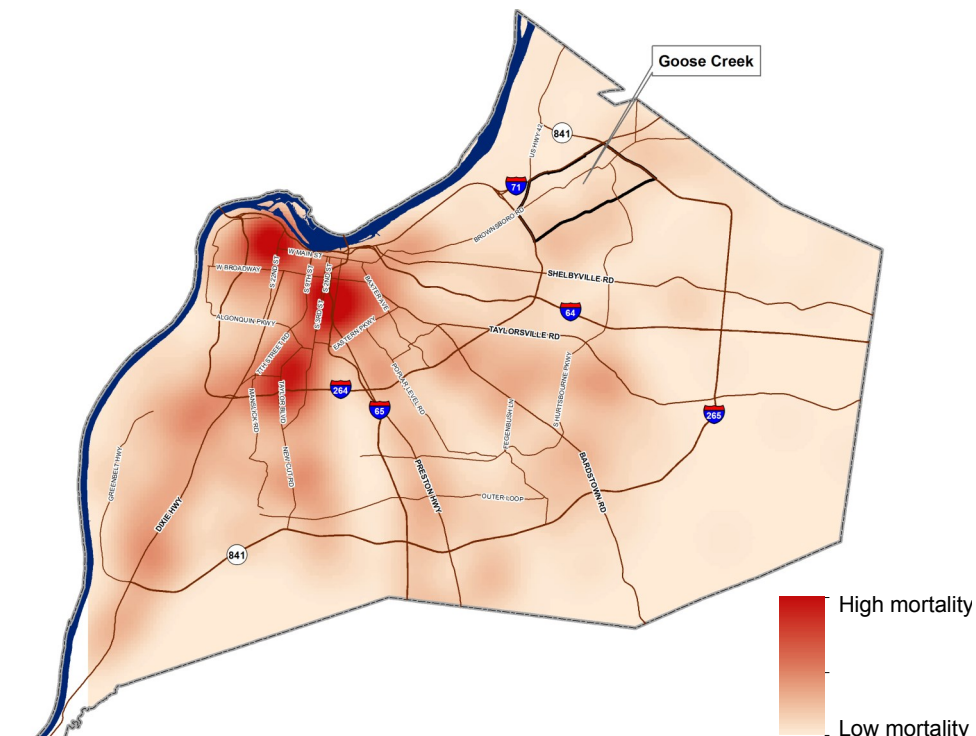 Goose Creek
841
US HWY 42
71
BROWNSBORO RD
W MAIN ST
W BROADWAY
S 22ND ST
S 9TH ST
S 2ND ST
S 3RD ST
BAXTER AVE
SHELBYVILLE RD
64
ALGONQUIN PKWY
EASTERN PKWY
TAYLORSVILLE RD
7TH STREET RD
264
65
POPLAR LEVEL RD
S HURTSBOURNE PKWY
265
MANSLICK RD
TAYLOR BLVD
FEGENBUSH LN
GREENBELT HWY
NEW CUT RD
PRESTON HWY
BARDSTOWN RD
OUTER LOOP
DIXIE HWY
841
High mortality
Low mortality